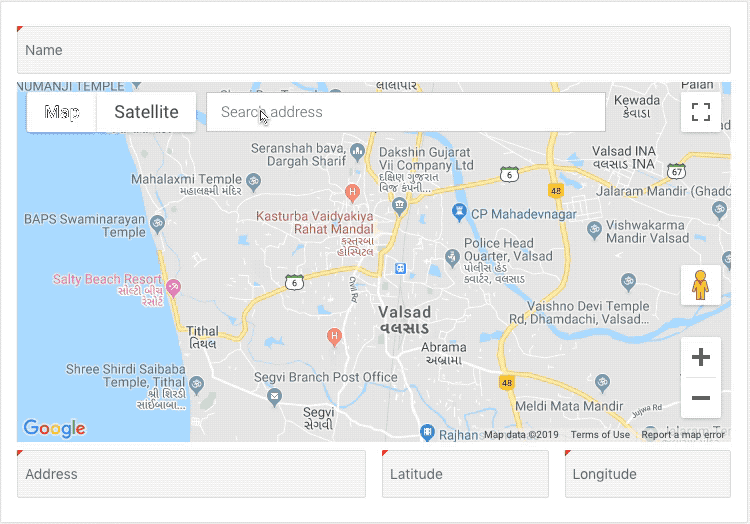 Name
NUMANJI TEMPLE
લીલાપોર
Palan
Map
Satellite
Search address
Kewada
કેવાડા
Seranshah bava,
Dargah Sharif
Dakshin Gujarat
Vij Company Ltd
દક્ષિણ ગુજરાત
વિજ કંપની...
Valsad INA
વલસાડ INA
6
67
48
Mahalaxmi Temple
મહાલક્ષ્મી મંદિર
Jalaram Mandir (Ghado
BAPS Swaminarayan
Temple
Kasturba Vaidyakiya
Rahat Mandal
કસ્તરબા
હોસ્પિટલ
CP Mahadevnagar
Vishwakarma
Mandir Valsad
Police Head
Quarter, Valsad
પોલીસ હેડ
ક્વાર્ટર, વલસાડ
Salty Beach Resort
સોલ્ટી બીચ
રિસોર્ટ
6
Civil Rd
Valsad
વલસાડ
Vaishno Devi Temple
Rd, Dhamdachi, Valsad...
Tithal
તિથલ
Abrama
અબ્રામા
Shree Shirdi Saibaba
Temple, Tithal
શ્રી શિરડી
સાંઈબાબા...
Segvi Branch Post Office
48
Segvi
સેગવી
Meldi Mata Mandir
Jujwa Rd
Google
Rajhan
Map data ©2019
Terms of Use
Report a map error
Address
Latitude
Longitude